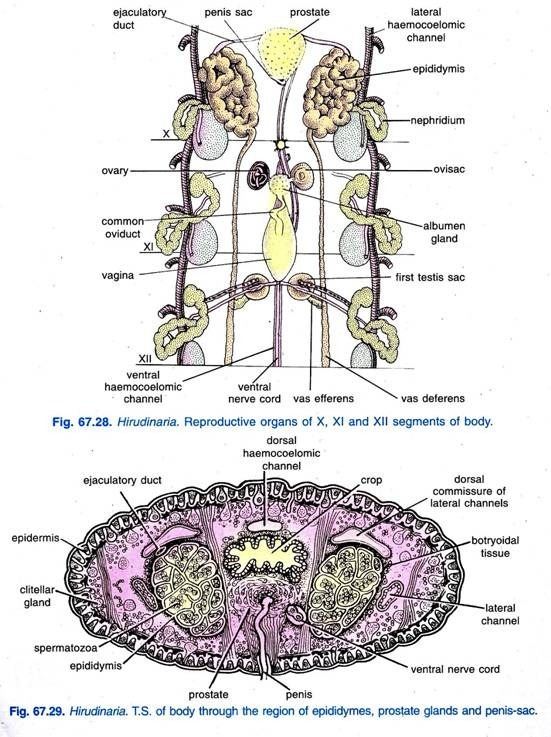 ejaculatory
duct
penis sac
prostate
lateral
haemocoelomic
channel
epididymis
nephridium
X
ovary
ovisac
common
oviduct
albumen
gland
XI
vagina
first testis sac
XII
ventral
haemocoelomic
channel
ventral
nerve cord
vas efferens
vas deferens
Fig. 67.28. Hirudinaria. Reproductive organs of X, XI and XII segments of body.
dorsal
haemocoelomic
channel
ejaculatory duct
crop
dorsal
commissure of
lateral channels
epidermis
botryoidal
tissue
clitellar
gland
lateral
channel
spermatozoa
epididymis
ventral nerve cord
prostate
penis
Fig. 67.29. Hirudinaria. T.S. of body through the region of epididymes, prostate glands and penis-sac.